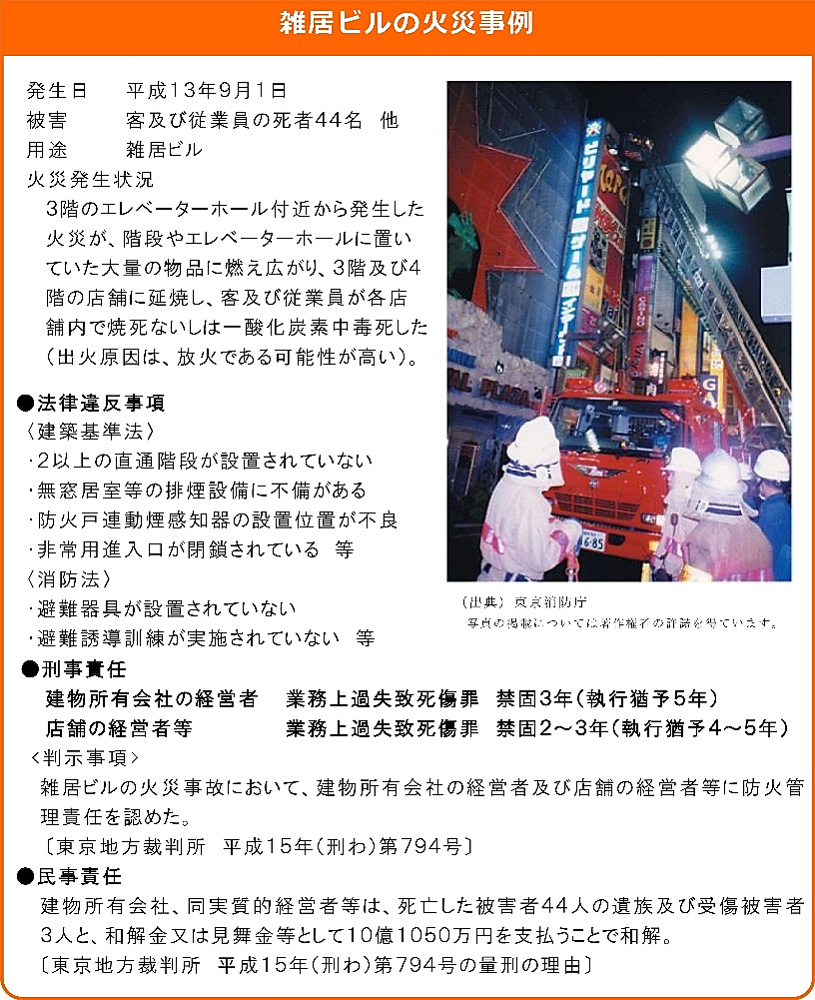 雑居ビルの火災事例
発生日　平成13年9月1日
被害　客及び従業員の死者44名　他
用途　雑居ビル
火災発生状況
3階のエレベーターホール付近から発生した
火災が、階段やエレベーターホールに置い
ていた大量の物品に燃え広がり、3階及び4
階の店舗に延焼し、客及び従業員が各店
舗内で焼死ないしは一酸化炭素中毒死した
（出火原因は、放火である可能性が高い）。
●法律違反事項
〈建築基準法〉
・2以上の直通階段が設置されていない
・無窓居室等の排煙設備に不備がある
・防火戸連動煙感知器の設置位置が不良
・非常用進入口が閉鎖されている　等
〈消防法〉
・避難器具が設置されていない
・避難誘導訓練が実施されていない　等
ビリヤード
ゲーム
PLAZA
GA
685
（出典）東京消防庁
写真の掲載については著作権者の許諾を得ています。
●刑事責任
建物所有会社の経営者　業務上過失致死傷罪　禁固3年（執行猶予5年）
店舗の経営者等　業務上過失致死傷罪　禁固2～3年（執行猶予4～5年）
<判示事項>
雑居ビルの火災事故において、建物所有会社の経営者及び店舗の経営者等に防火管
理責任を認めた。
〔東京地方裁判所　平成15年（刑わ）第794号〕
●民事責任
建物所有会社、同実質的経営者等は、死亡した被害者44人の遺族及び受傷被害者
3人と、和解金又は見舞金等として10億1050万円を支払うことで和解。
〔東京地方裁判所　平成15年（刑わ）第794号の量刑の理由〕